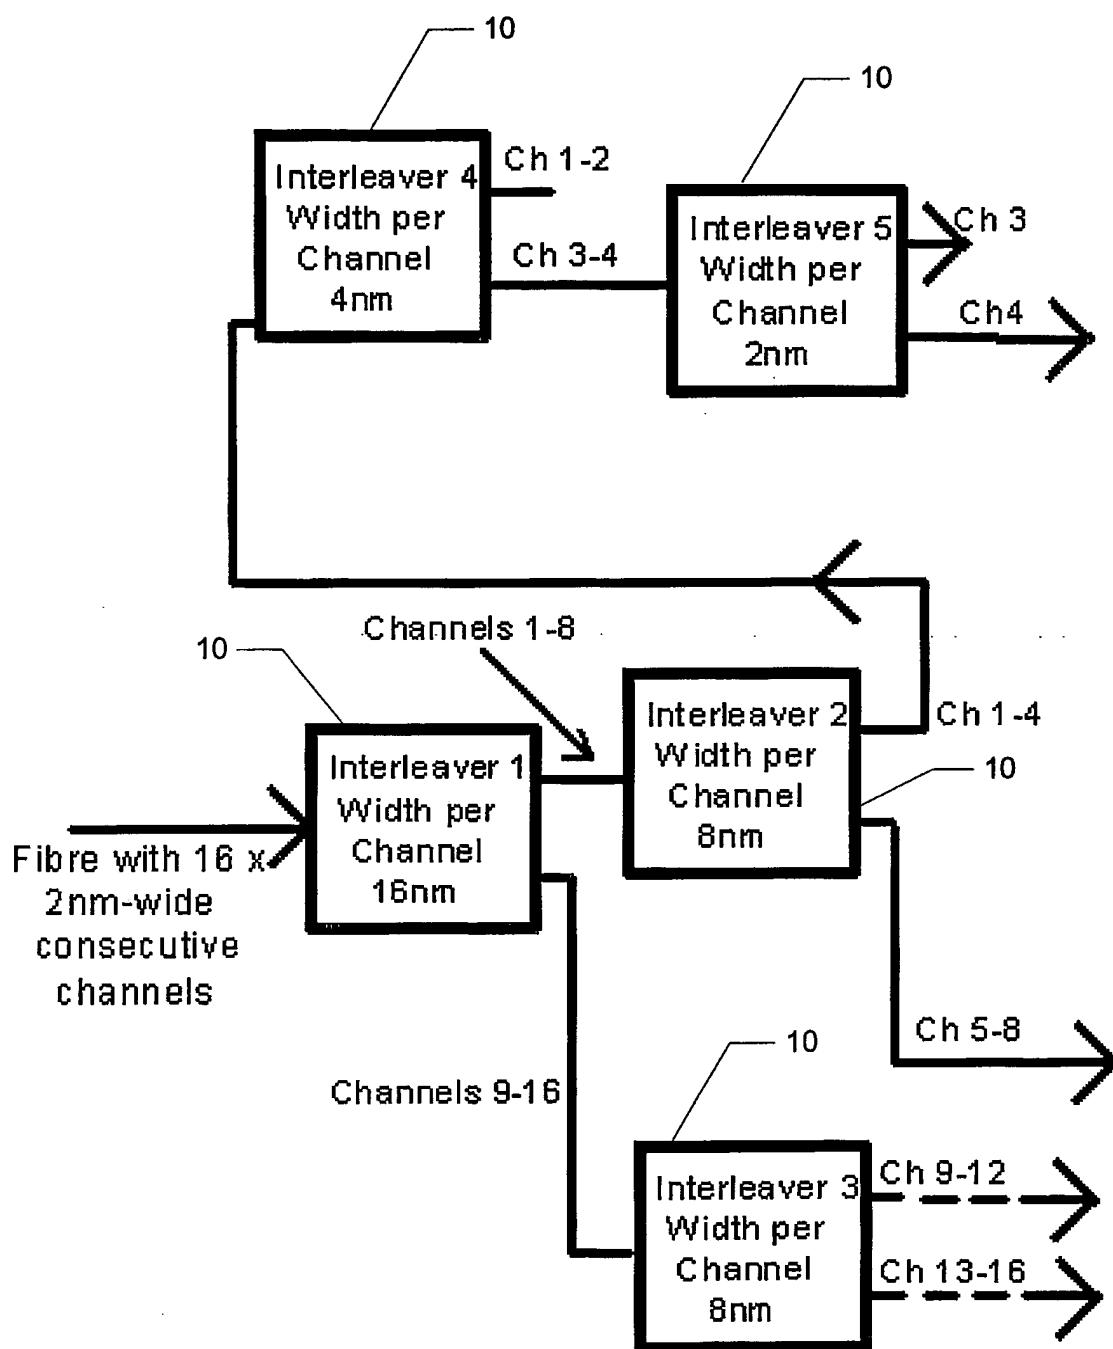 10
10
Interleaver 4
Width per
Channel
4nm
Ch 1-2
Ch 3-4
Interleaver 5
Width per
Channel
2nm
Ch 3
Ch4
Channels 1-8
10
Interleaver 2
Width per
Channel
8nm
Ch 1-4
10
Interleaver 1
Width per
Channel
16nm
Fibre with 16 x
2nm-wide
consecutive
channels
Ch 5-8
10
Channels 9-16
Interleaver 3
Width per
Channel
8nm
Ch 9-12
Ch 13-16